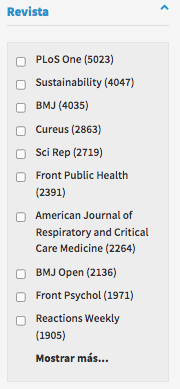 Revista
PLoS One (5023)
Sustainability (4047)
BMJ (4035)
Cureus (2863)
Sci Rep (2719)
Front Public Health
(2391)
American Journal of
Respiratory and Critical
Care Medicine (2264)
BMJ Open (2136)
Front Psychol (1971)
Reactions Weekly
(1905)
Mostrar más...